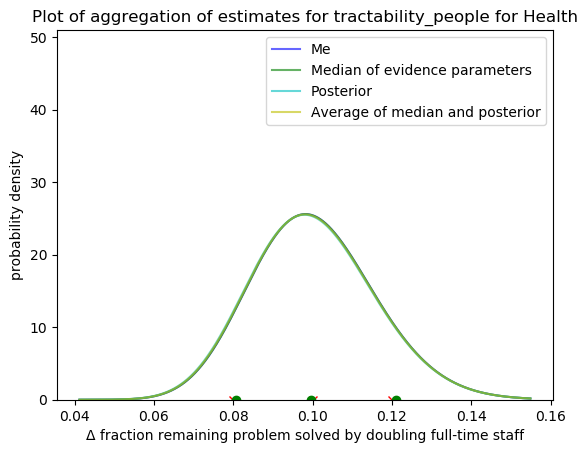 Plot of aggregation of estimates for tractability_people for Health
50
40
30
20
10
0
probability density
Me
Median of evidence parameters
Posterior
Average of median and posterior
0.04 0.06 0.08 0.10 0.12 0.14 0.16
Δ fraction remaining problem solved by doubling full-time staff